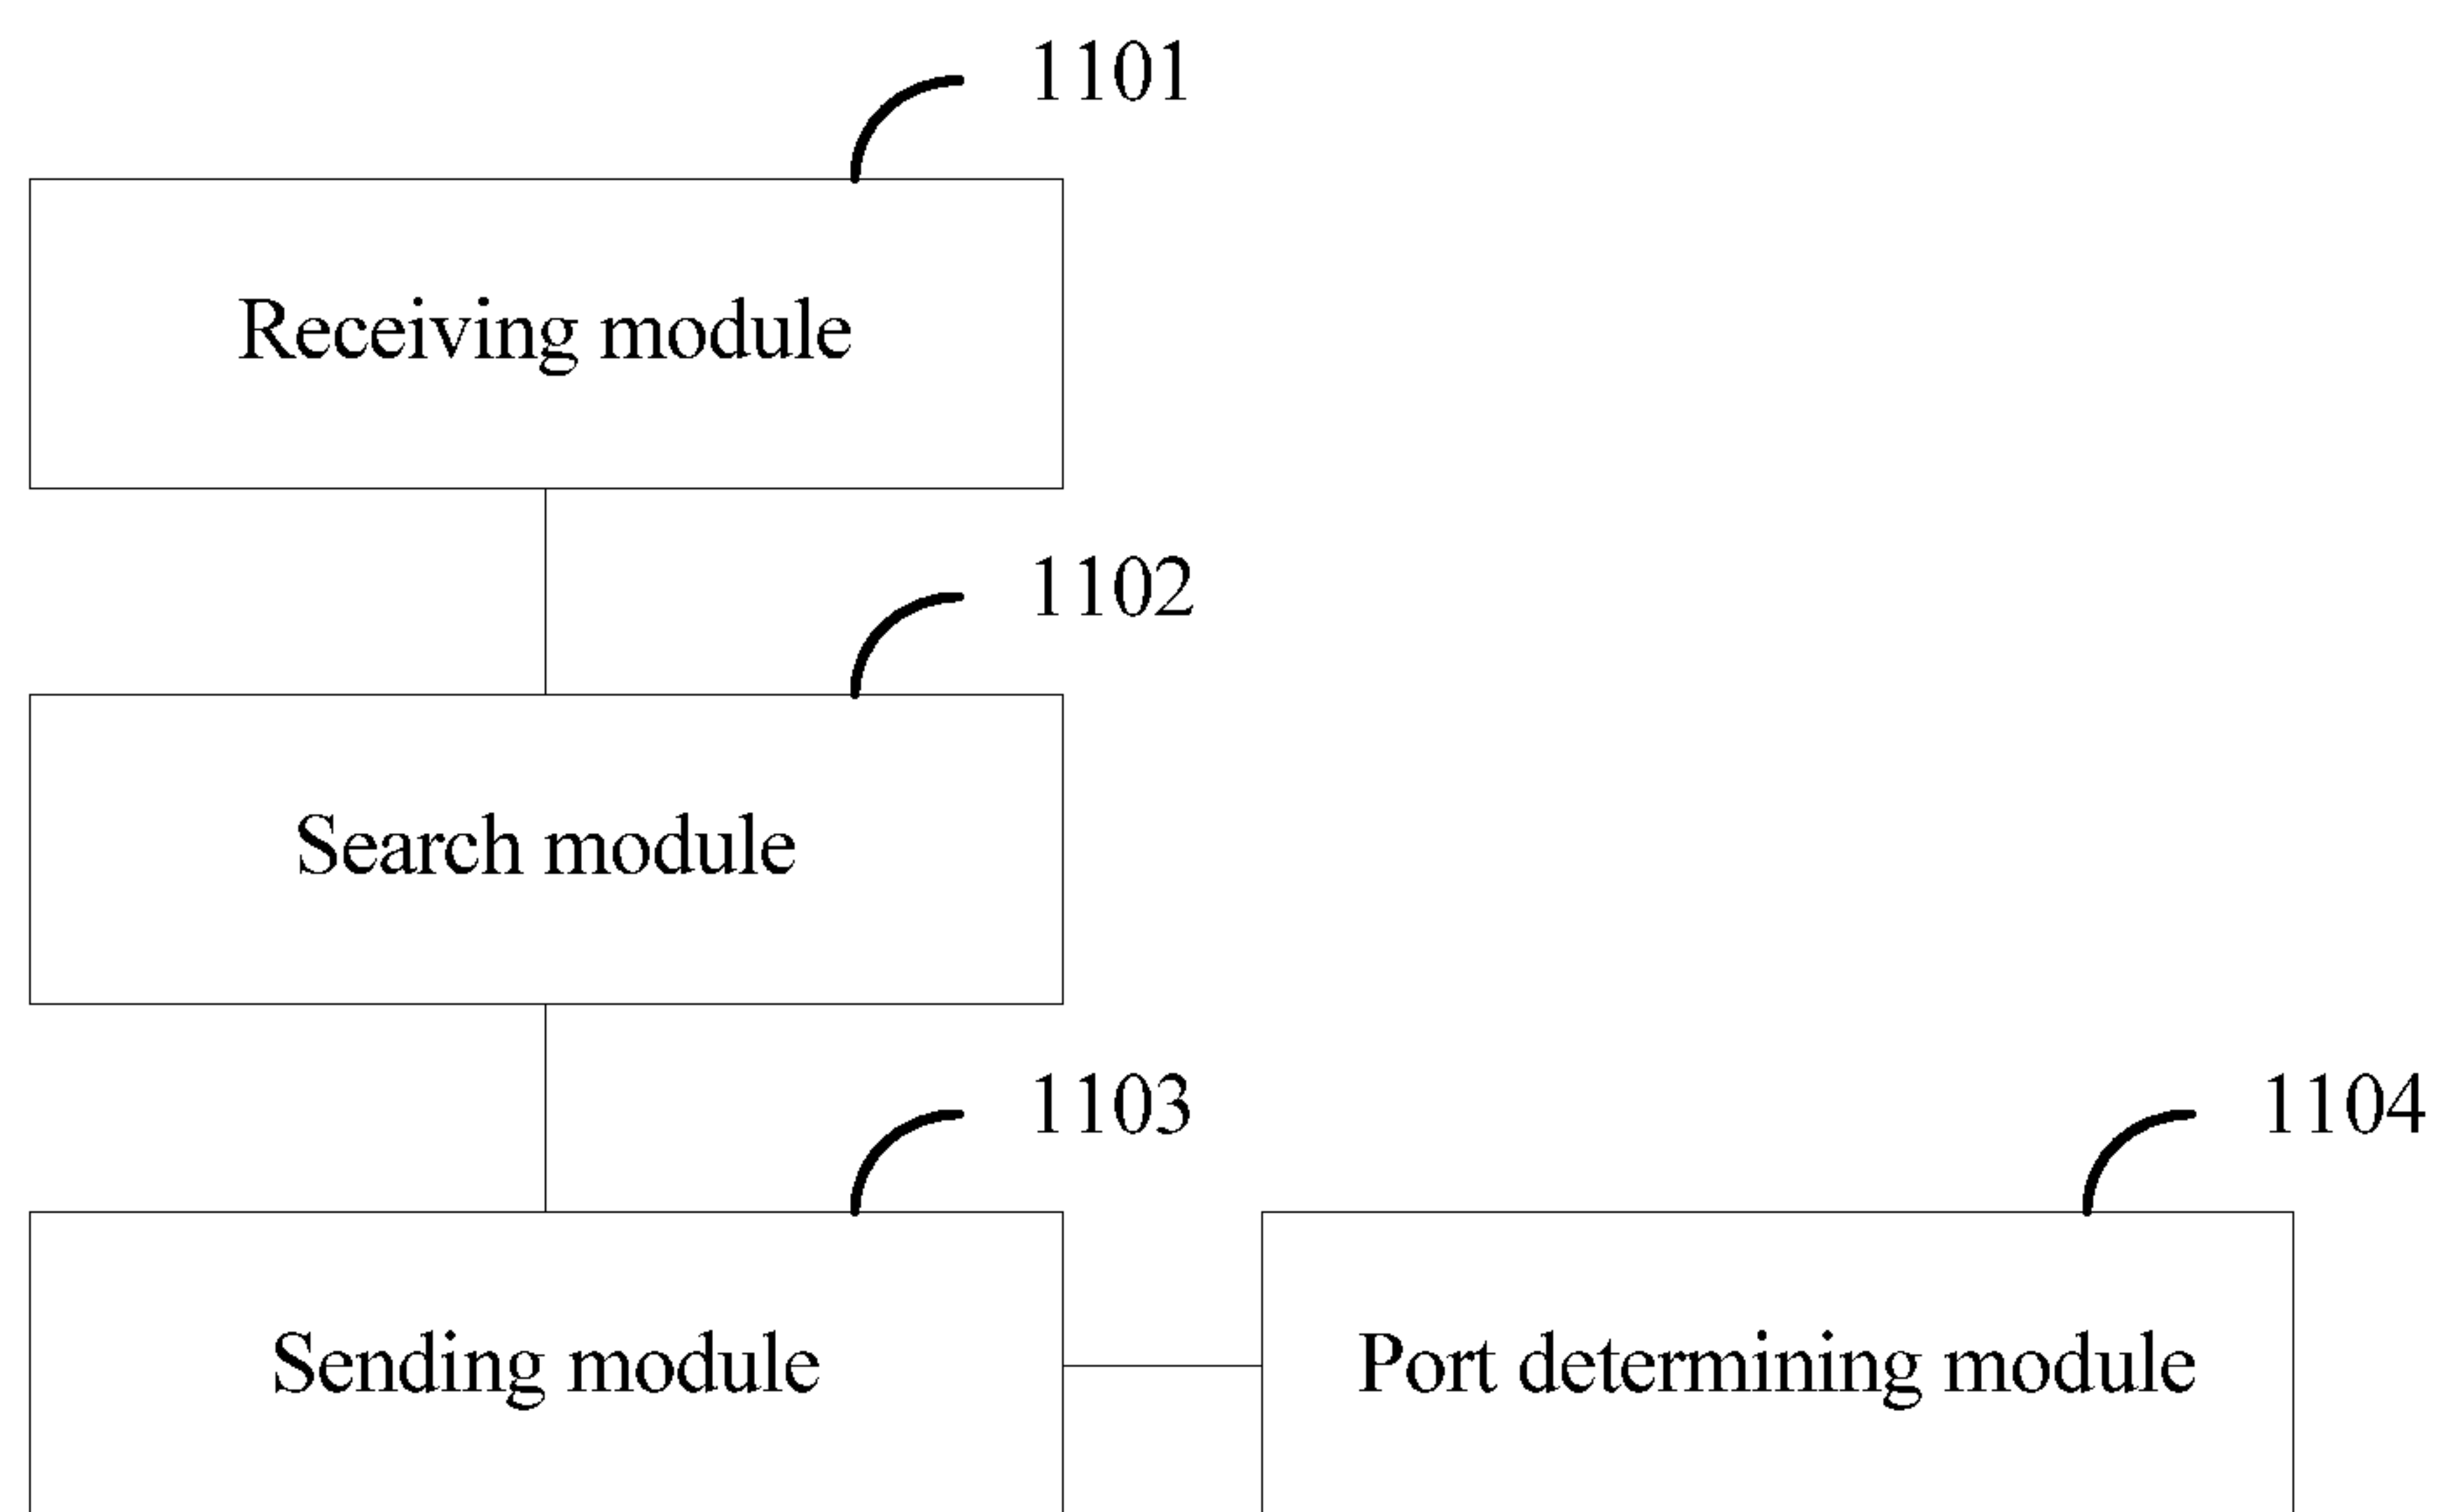 1101
Receiving module
1102
Search module
1103
1104
Sending module
Port determining module